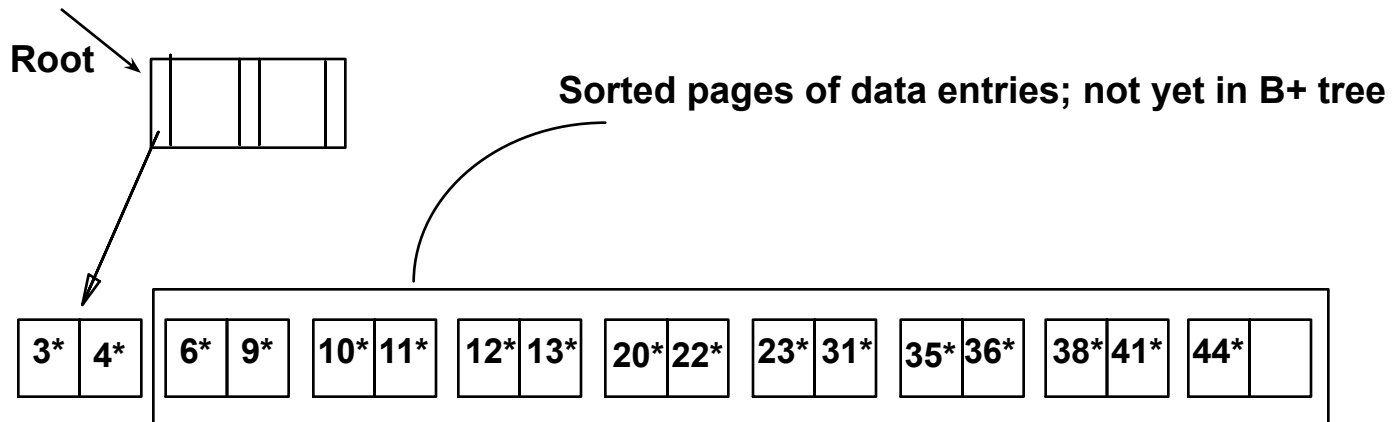 Root
Sorted pages of data entries; not yet in B+ tree
3* 4* 6* 9* 10* 11* 12* 13* 20* 22* 23* 31* 35* 36* 38* 41* 44*